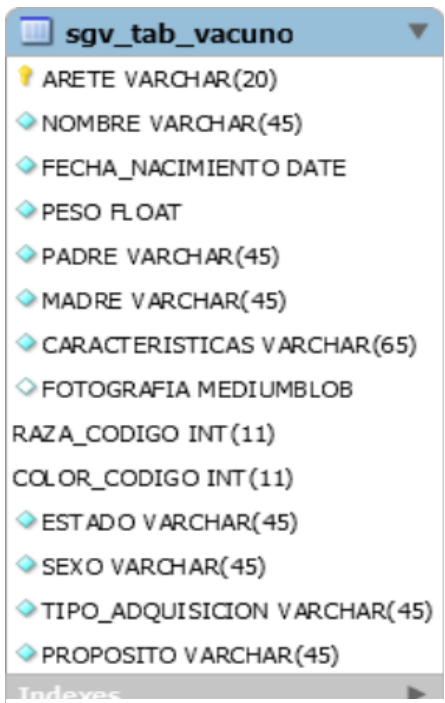 sgv_tab_vacuno
ARETE VARCHAR(20)
NOMBRE VARCHAR(45)
FECHA_NACIMIENTO DATE
PESO FLOAT
PADRE VARCHAR(45)
MADRE VARCHAR(45)
CARACTERISTICAS VARCHAR(65)
FOTOGRAFIA MEDIUMBLOB
RAZA_CODIGO INT(11)
COLOR_CODIGO INT(11)
ESTADO VARCHAR(45)
SEXO VARCHAR(45)
TIPO_ADQUISICION VARCHAR(45)
PROPOSITO VARCHAR(45)
Indexes